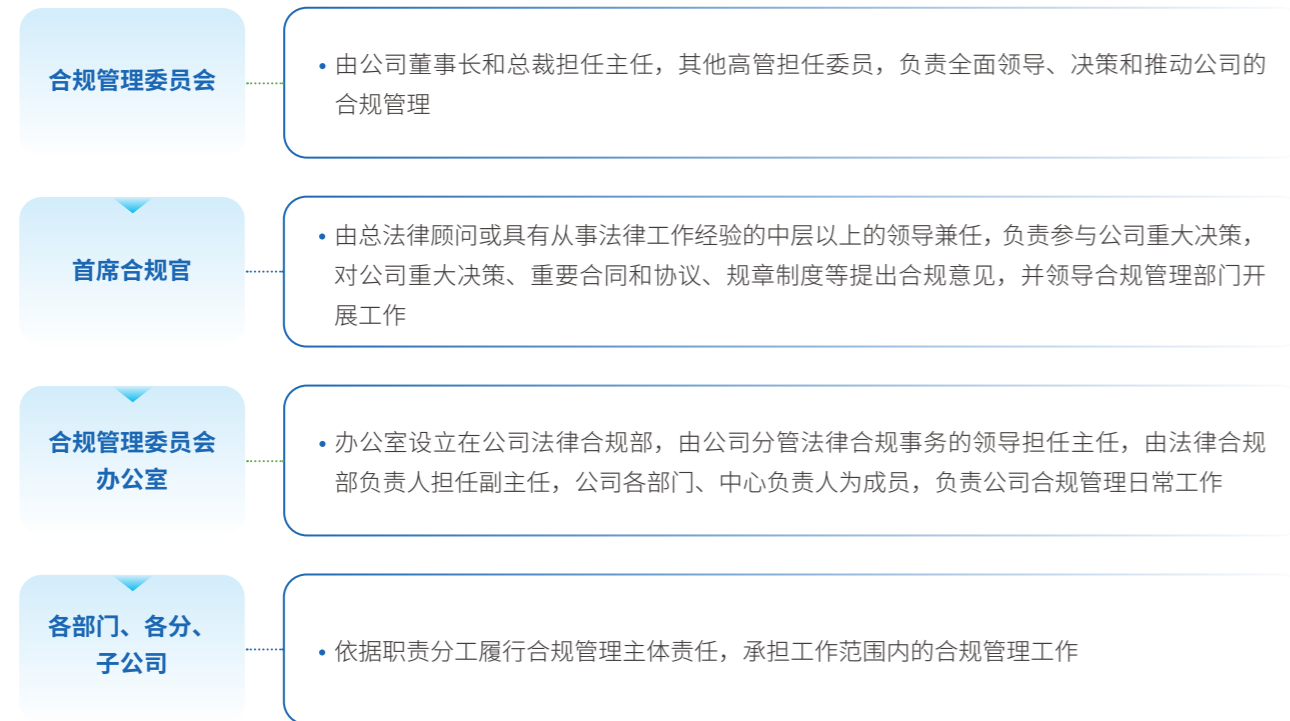 合规管理委员会
• 由公司董事长和总裁担任主任，其他高管担任委员，负责全面领导、决策和推动公司的
合规管理
首席合规官
• 由总法律顾问或具有从事法律工作经验的中层以上的领导兼任，负责参与公司重大决策，
对公司重大决策、重要合同和协议、规章制度等提出合规意见，并领导合规管理部门开
展工作
合规管理委员会
办公室
• 办公室设立在公司法律合规部，由公司分管法律合规事务的领导担任主任，由法律合规
部负责人担任副主任，公司各部门、中心负责人为成员，负责公司合规管理日常工作
各部门、各分、
子公司
• 依据职责分工履行合规管理主体责任，承担工作范围内的合规管理工作